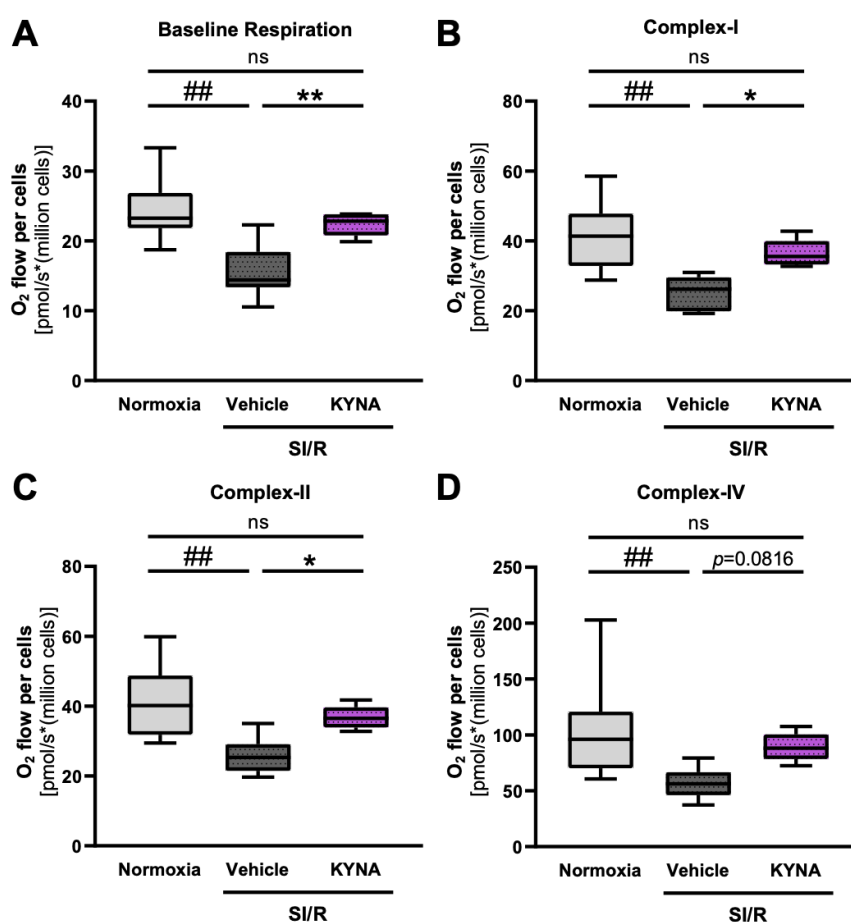 A
Baseline Respiration
ns
##
**
40
30
20
10
0
O₂ flow per cells
[pmol/s*(million cells)]
Normoxia
Vehicle
KYNA
SI/R
B
Complex-I
ns
##
*
80
60
40
20
0
O₂ flow per cells
[pmol/s*(million cells)]
Normoxia
Vehicle
KYNA
SI/R
C
Complex-II
ns
##
*
80
60
40
20
0
O₂ flow per cells
[pmol/s*(million cells)]
Normoxia
Vehicle
KYNA
SI/R
D
Complex-IV
ns
##
p=0.0816
250
200
150
100
50
0
O₂ flow per cells
[pmol/s*(million cells)]
Normoxia
Vehicle
KYNA
SI/R